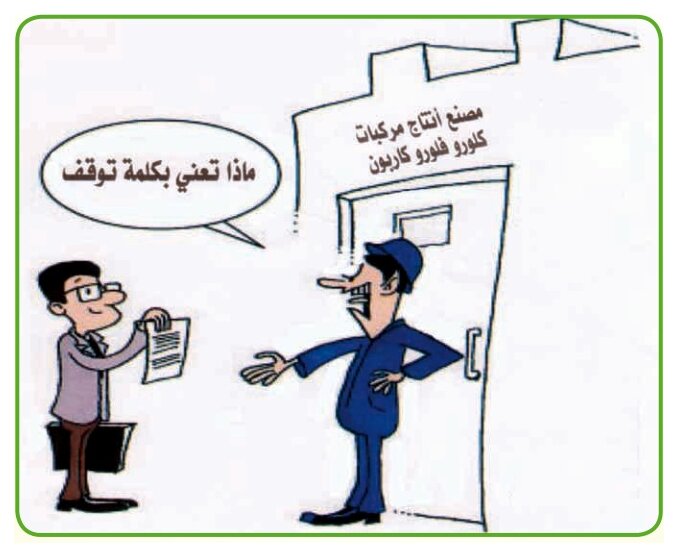 مصنع أنتاج مركبات
كلورو فلورو كاربون
ماذا تعني بكلمة توقف